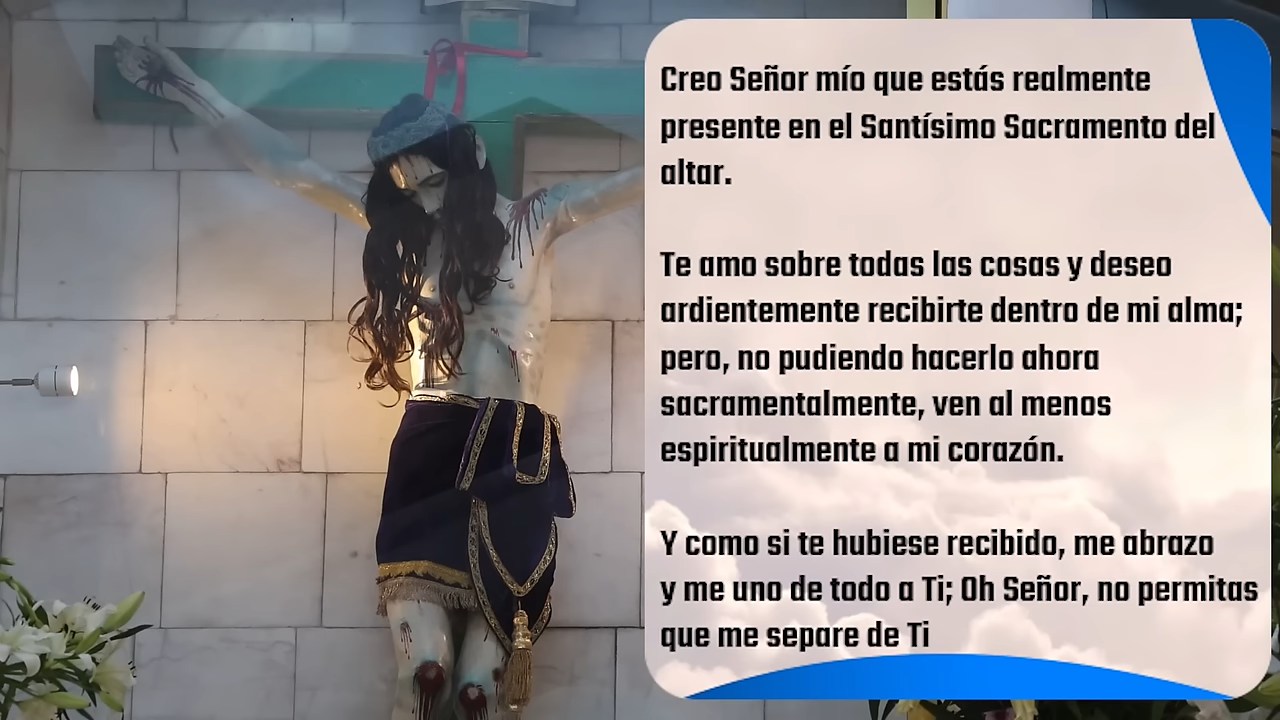 Creo Señor mío que estás realmente
presente en el Santísimo Sacramento del
altar.
Te amo sobre todas las cosas y deseo
ardientemente recibirte dentro de mi alma;
pero, no pudiendo hacerlo ahora
sacramentalmente, ven al menos
espiritualmente a mi corazón.
Y como si te hubiese recibido, me abrazo
y me uno de todo a Ti; Oh Señor, no permitas
que me separe de Ti